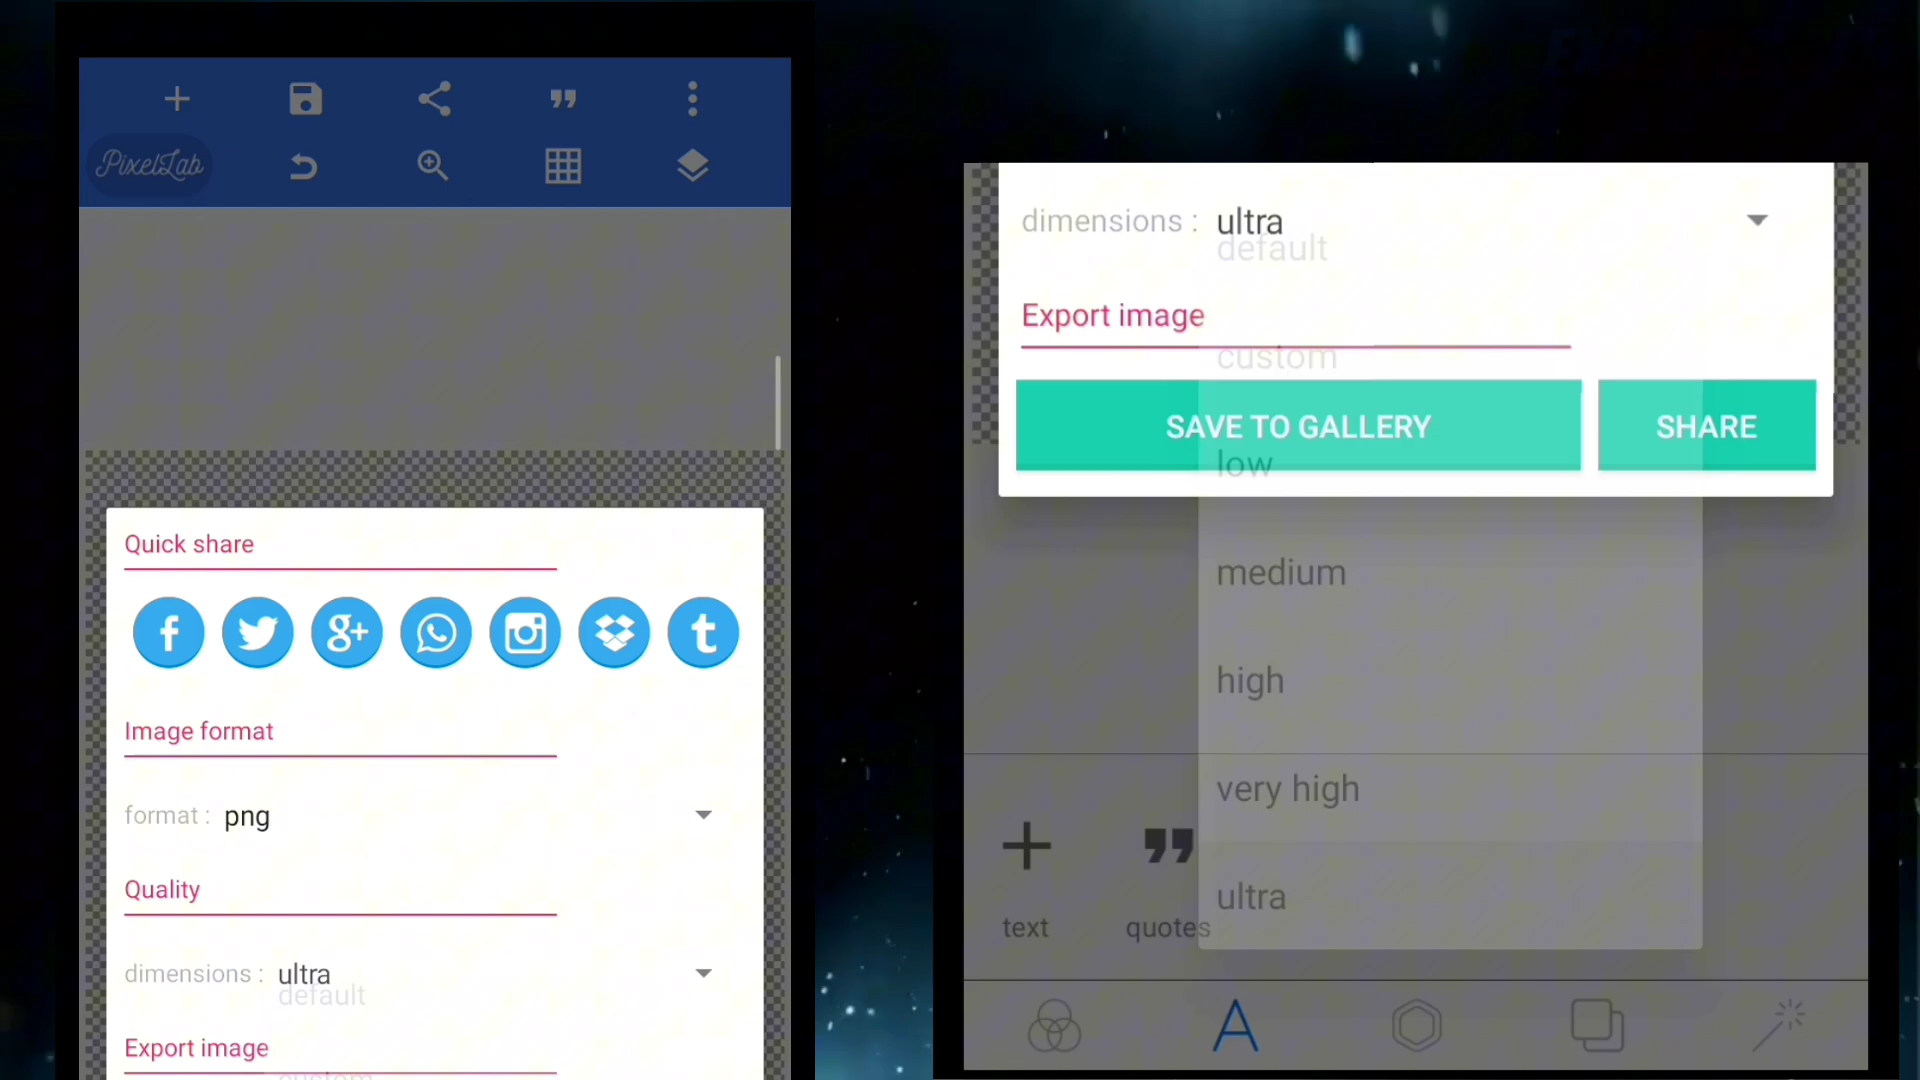 PixelLab
Quick share
Image format
format : png
Quality
dimensions : ultra
default
Export image
custom
dimensions : ultra
default
Export image
custom
SAVE TO GALLERY
SHARE
low
medium
high
very high
ultra
text
quotes